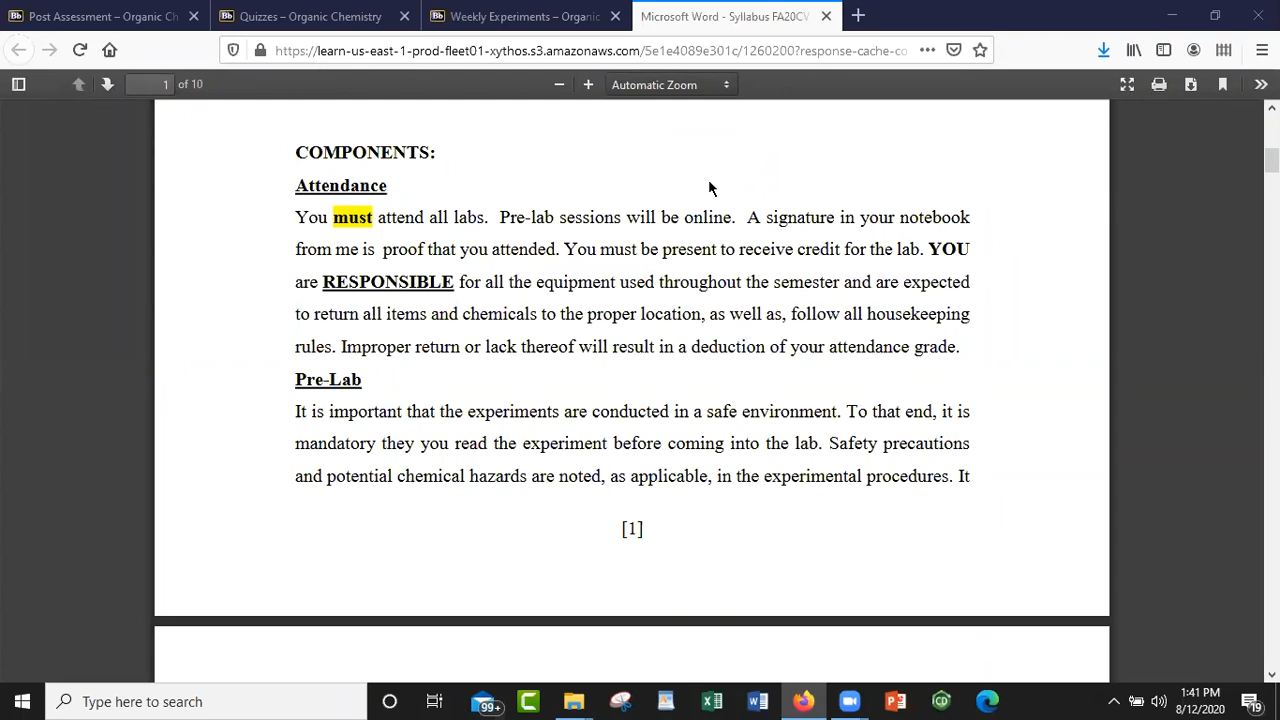 Post Assessment – Organic Ch
Quizzes – Organic Chemistry
Weekly Experiments – Organic
Microsoft Word - Syllabus FA20CV
https://learn-us-east-1-prod-fleet01-xythos.s3.amazonaws.com/5e1e4089e301c/1260200?response-cache-co
1 of 10
Automatic Zoom
COMPONENTS:
Attendance
You must attend all labs. Pre-lab sessions will be online. A signature in your notebook
from me is proof that you attended. You must be present to receive credit for the lab. YOU
are RESPONSIBLE for all the equipment used throughout the semester and are expected
to return all items and chemicals to the proper location, as well as, follow all housekeeping
rules. Improper return or lack thereof will result in a deduction of your attendance grade.
Pre-Lab
It is important that the experiments are conducted in a safe environment. To that end, it is
mandatory they you read the experiment before coming into the lab. Safety precautions
and potential chemical hazards are noted, as applicable, in the experimental procedures. It
[1]
Type here to search
99+
1:41 PM
8/12/2020
19